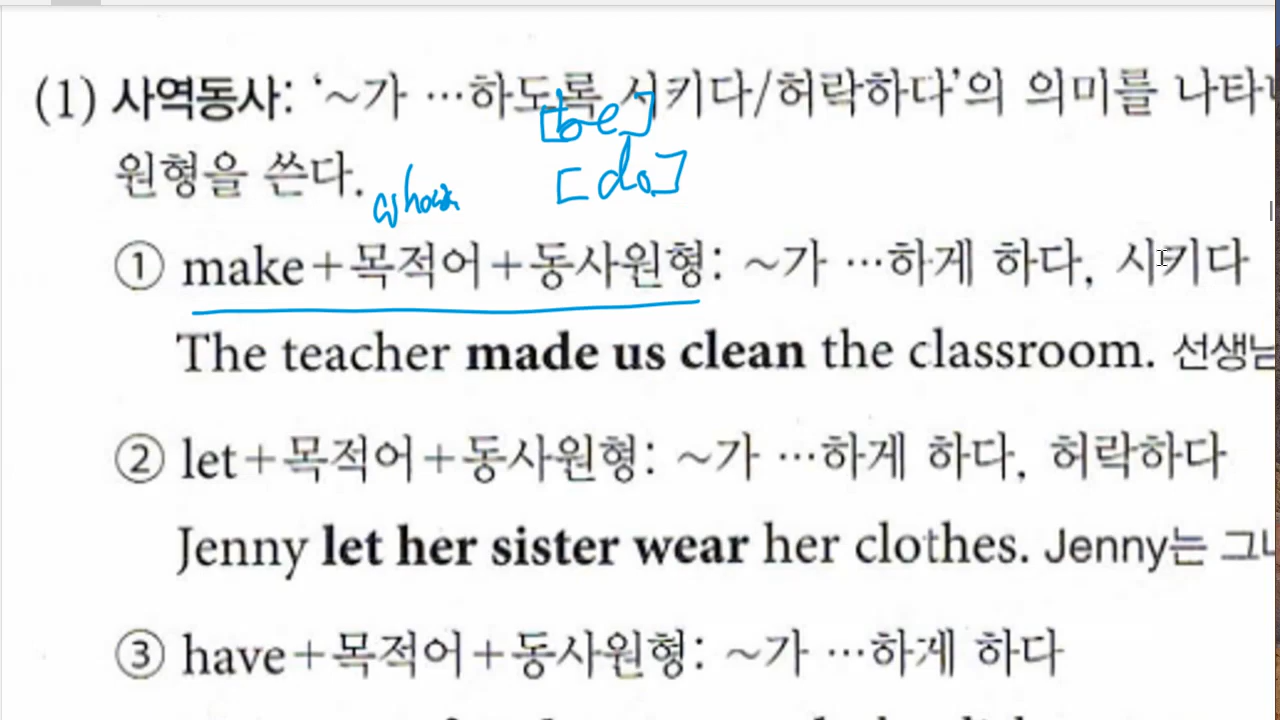 (1) 사역동사: ‘~가 …하도록 시키다/허락하다’의 의미를 나타내
[be]
원형을 쓴다.
[do]
① make+목적어+동사원형: ~가 …하게 하다, 시키다
The teacher made us clean the classroom. 선생님
② let+목적어+동사원형: ~가 …하게 하다, 허락하다
Jenny let her sister wear her clothes. Jenny는 그녀
③ have+목적어+동사원형: ~가 …하게 하다